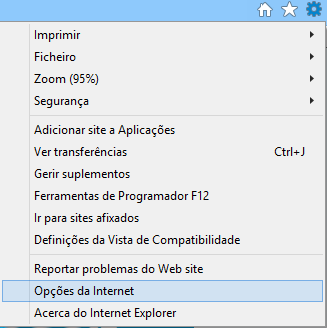 Imprimir
Ficheiro
Zoom (95%)
Segurança
Adicionar site a Aplicações
Ver transferências Ctrl+J
Gerir suplementos
Ferramentas de Programador F12
Ir para sites afixados
Definições da Vista de Compatibilidade
Reportar problemas do Web site
Opções da Internet
Acerca do Internet Explorer